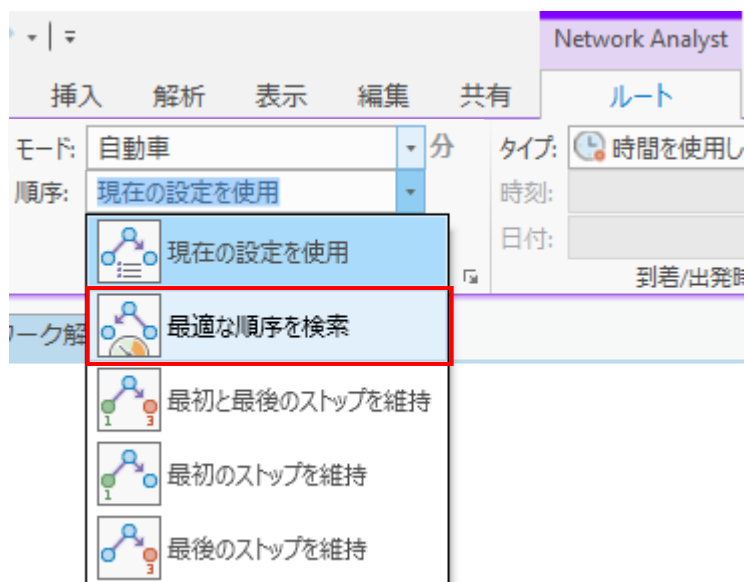 Network Analyst
挿入 解析 表示 編集 共有 ルート
モード: 自動車 分 タイプ: 時間を使用し
順序: 現在の設定を使用 時刻:
現在の設定を使用 日付:
到着/出発時
最適な順序を検索
ワーク解
最初と最後のストップを維持
1 3
最初のストップを維持
1
最後のストップを維持
3